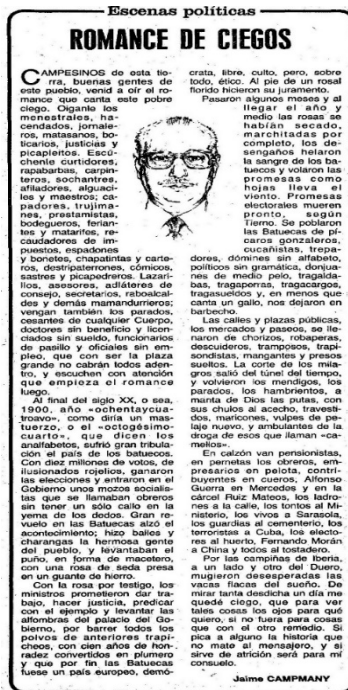 Escenas políticas
ROMANCE DE CIEGOS
CAMPESINOS de esta tie-
rra, buenas gentes de
este pueblo, venid a oír el ro-
mance que canta este pobre
ciego. Oiganlo los
menestrales, ha-
cendados, jornale-
ros, matasanos, bo-
ticarios, justicias y
picapleitos. Escú-
chenle curtidores,
rapabarbas, carpin-
teros, sochantres,
afiladores, alguaci-
les y maestros; ca-
padores, trujima-
nes, prestamistas,
bodegueros, ferian-
tes y matarifes, re-
caudadores de im-
puestos, espadones
y bonetes, chapatintas y carte-
ros, destripaterrones, cómicos,
sastres y picapedreros. Lazari-
llos, asesores, adláteres de
consejo, secretarios, raboalcal-
des y demás mamandurrieros;
vengan también los parados,
cesantes de cualquier Cuerpo,
doctores sin beneficio y licen-
ciados sin sueldo, funcionarios
de pasillo y oficiales sin em-
pleo, que con ser la plaza
grande no cabrán todos aden-
tro, y escuchen con atención
que empieza el romance
luego.
Al final del siglo XX, o sea,
1900, año «ochentaycua-
troavo», como diría un mas-
tuerzo, o el «octogésimo-
cuarto», que dicen los
analfabetos, sufrió gran tribula-
ción el país de los batuecos.
Con diez millones de votos, de
ilusionados rojelios, ganaron
las elecciones y entraron en el
Gobierno unos mozos socialis-
tas que se llamaban obreros
sin tener un sólo callo en la
yema de los dedos. Gran re-
vuelo en las Batuecas alzó el
acontecimiento; hizo bailes y
charangas la hermosa gente
del pueblo, y levantaban el
puño, en forma de macetero,
con una rosa de seda presa
en un guante de hierro.
Con la rosa por testigo, los
ministros prometieron dar tra-
bajo, hacer justicia, predicar
con el ejemplo y levantar las
alfombras del palacio del Go-
bierno, por barrer todos los
polvos de anteriores trapi-
cheos, con cien años de hon-
radez convertidos en plumero
y que por fin las Batuecas
fuese un país europeo, demó-
crata, libre, culto, pero, sobre
todo, ético. Al pie de un rosal
florido hicieron su juramento.
Pasaron algunos meses y al
llegar el año y
medio las rosas se
habían secado,
marchitadas por
completo, los de-
sengaños helaron
la sangre de los ba-
tuecos y volaron las
promesas como
hojas lleva el
viento. Promesas
electorales mueren
pronto, según
Tierno. Se poblaron
las Batuecas de pí-
caros gonzaleros,
cucañistas, trepa-
dores, dómines sin alfabeto,
políticos sin gramática, donjua-
nes de medio pelo, tragalda-
bas, tragaperras, tragacargos,
tragasueldos y, en menos que
canta un gallo, nos dejaron en
barbecho.
Las calles y plazas públicas,
los mercados y paseos, se lle-
naron de chorizos, robaperas,
descuideros, tramposos, trapi-
sondistas, mangantes y presos
sueltos. La corte de los mila-
gros salió del túnel del tiempo,
y volvieron los mendigos, los
parados, los hambrientos, a
manta de Dios las putas, con
sus chulos al acecho, travesti-
dos, maricones, vulpes de pe-
laje nuevo, y ambulantes de la
droga de esos que llaman «ca-
mellos».
En calzón van pensionistas,
en pernetas los obreros, em-
presarios en pelota, contri-
buyentes en cueros, Alfonso
Guerra en Mercedes y en la
cárcel Ruiz Mateos, los ladro-
nes a la calle, los tontos al Mi-
nisterio, los vivos a Sarasola,
los guardias al cementerio, los
terroristas a Cuba, los electo-
res al huerto, Fernando Morán
a China y todos al tostadero.
Por las campiñas de Iberia,
a un lado y otro del Duero,
mugieron desesperadas las
vacas flacas del sueño. De
mirar tanta desdicha un día me
quedé ciego, que para ver
tales cosas los ojos para qué
quiero, si no fuera para cosas
que con el otro remedio. Si
pica a alguno la historia que
no mate al mensajero, y si
sirve de atrición será para mí
consuelo.
Jaime CAMPMANY